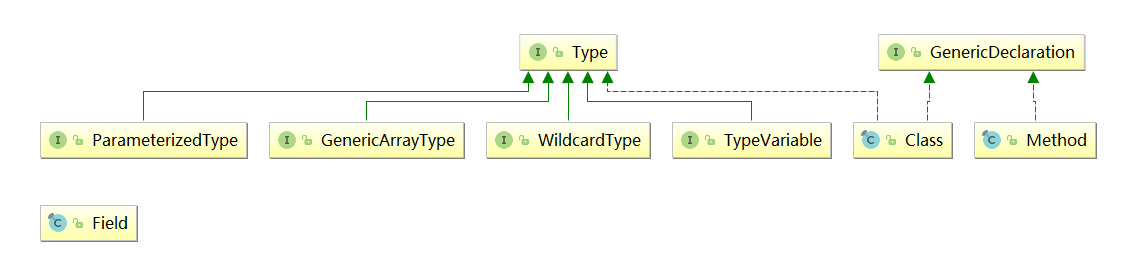 I Type
I GenericDeclaration
I ParameterizedType
I GenericArrayType
I WildcardType
I TypeVariable
C Class
C Method
C Field